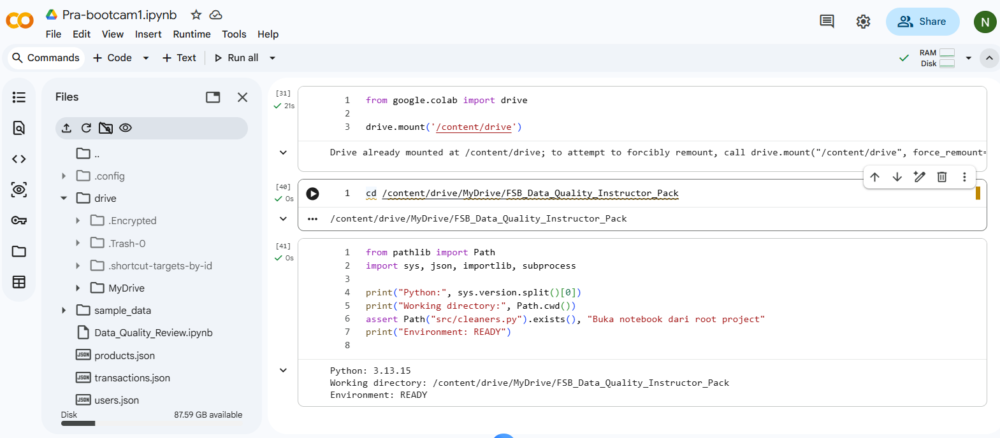 Pra-bootcam1.ipynb
File Edit View Insert Runtime Tools Help
Share
N
Commands + Code + Text Run all
RAM
Disk
Files
..
.config
drive
.Encrypted
.Trash-0
.shortcut-targets-by-id
MyDrive
sample_data
Data_Quality_Review.ipynb
JSON products.json
JSON transactions.json
JSON users.json
Disk 87.59 GB available
[31]
21s
1 from google.colab import drive
2
3 drive.mount('/content/drive')
Drive already mounted at /content/drive; to attempt to forcibly remount, call drive.mount("/content/drive", force_remount=
[40]
0s
1 cd /content/drive/MyDrive/FSB_Data_Quality_Instructor_Pack
/content/drive/MyDrive/FSB_Data_Quality_Instructor_Pack
[41]
0s
1 from pathlib import Path
2 import sys, json, importlib, subprocess
3
4 print("Python:", sys.version.split()[0])
5 print("Working directory:", Path.cwd())
6 assert Path("src/cleaners.py").exists(), "Buka notebook dari root project"
7 print("Environment: READY")
8
Python: 3.13.15
Working directory: /content/drive/MyDrive/FSB_Data_Quality_Instructor_Pack
Environment: READY